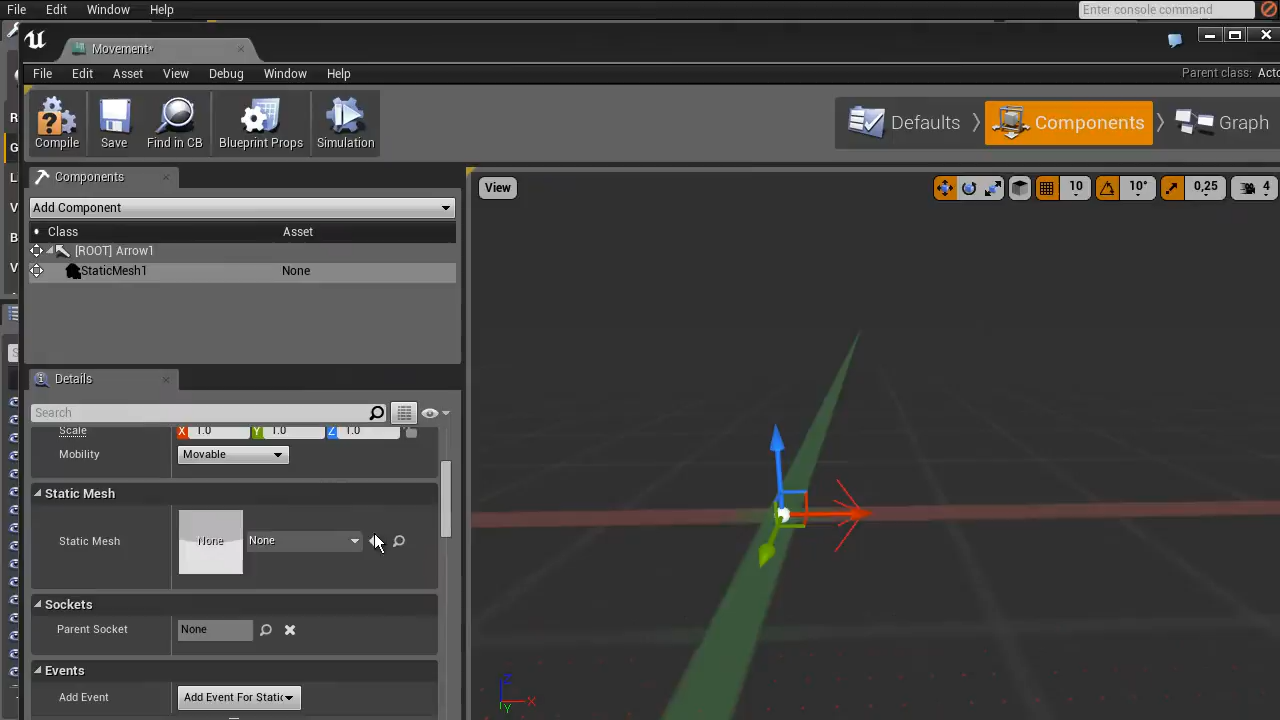 File Edit Window Help
Enter console command
Movement*
File Edit Asset View Debug Window Help
Parent class: Acto
Compile Save Find in CB Blueprint Props Simulation
Defaults Components Graph
Components
Add Component
View
10 10° 0,25 4
Class Asset
[ROOT] Arrow1
StaticMesh1 None
Details
Search
Scale X 1.0 Y 1.0 Z 1.0
Mobility Movable
Static Mesh
Static Mesh None None
Sockets
Parent Socket None
Events
Add Event Add Event For Static
Z
X
Y
R
G
L
V
B
V
S